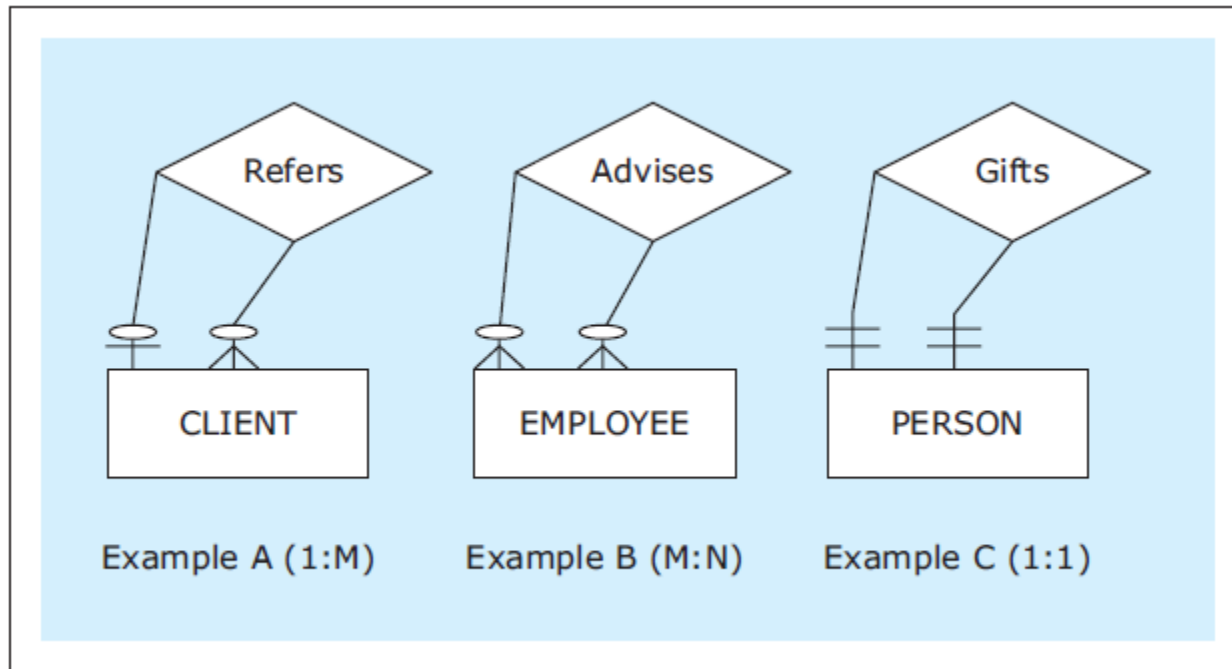 Refers
Advises
Gifts
CLIENT
EMPLOYEE
PERSON
Example A (1:M)
Example B (M:N)
Example C (1:1)